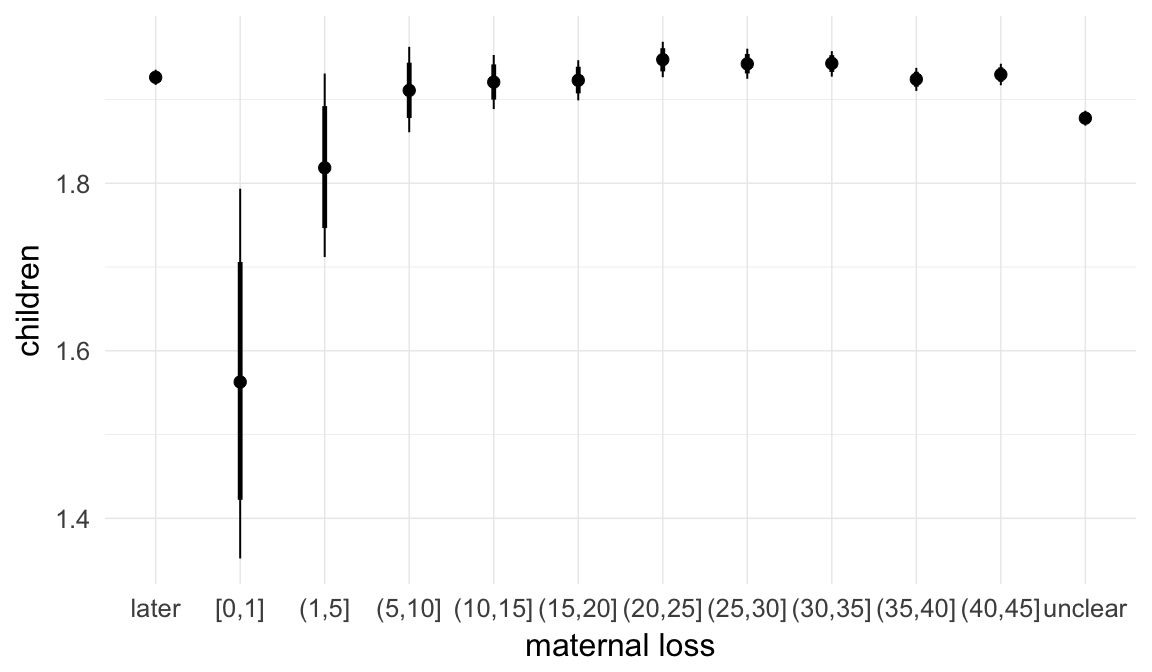 children
1.8
1.6
1.4
later [0,1] (1,5] (5,10] (10,15] (15,20] (20,25] (25,30] (30,35] (35,40] (40,45] unclear
maternal loss